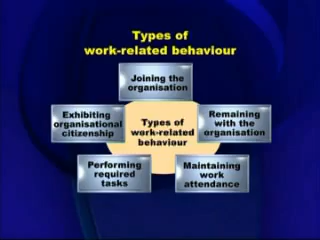 Types of
work-related behaviour
Joining the
organisation
Exhibiting
organisational
citizenship
Types of
work-related
behaviour
Remaining
with the
organisation
Performing
required
tasks
Maintaining
work
attendance